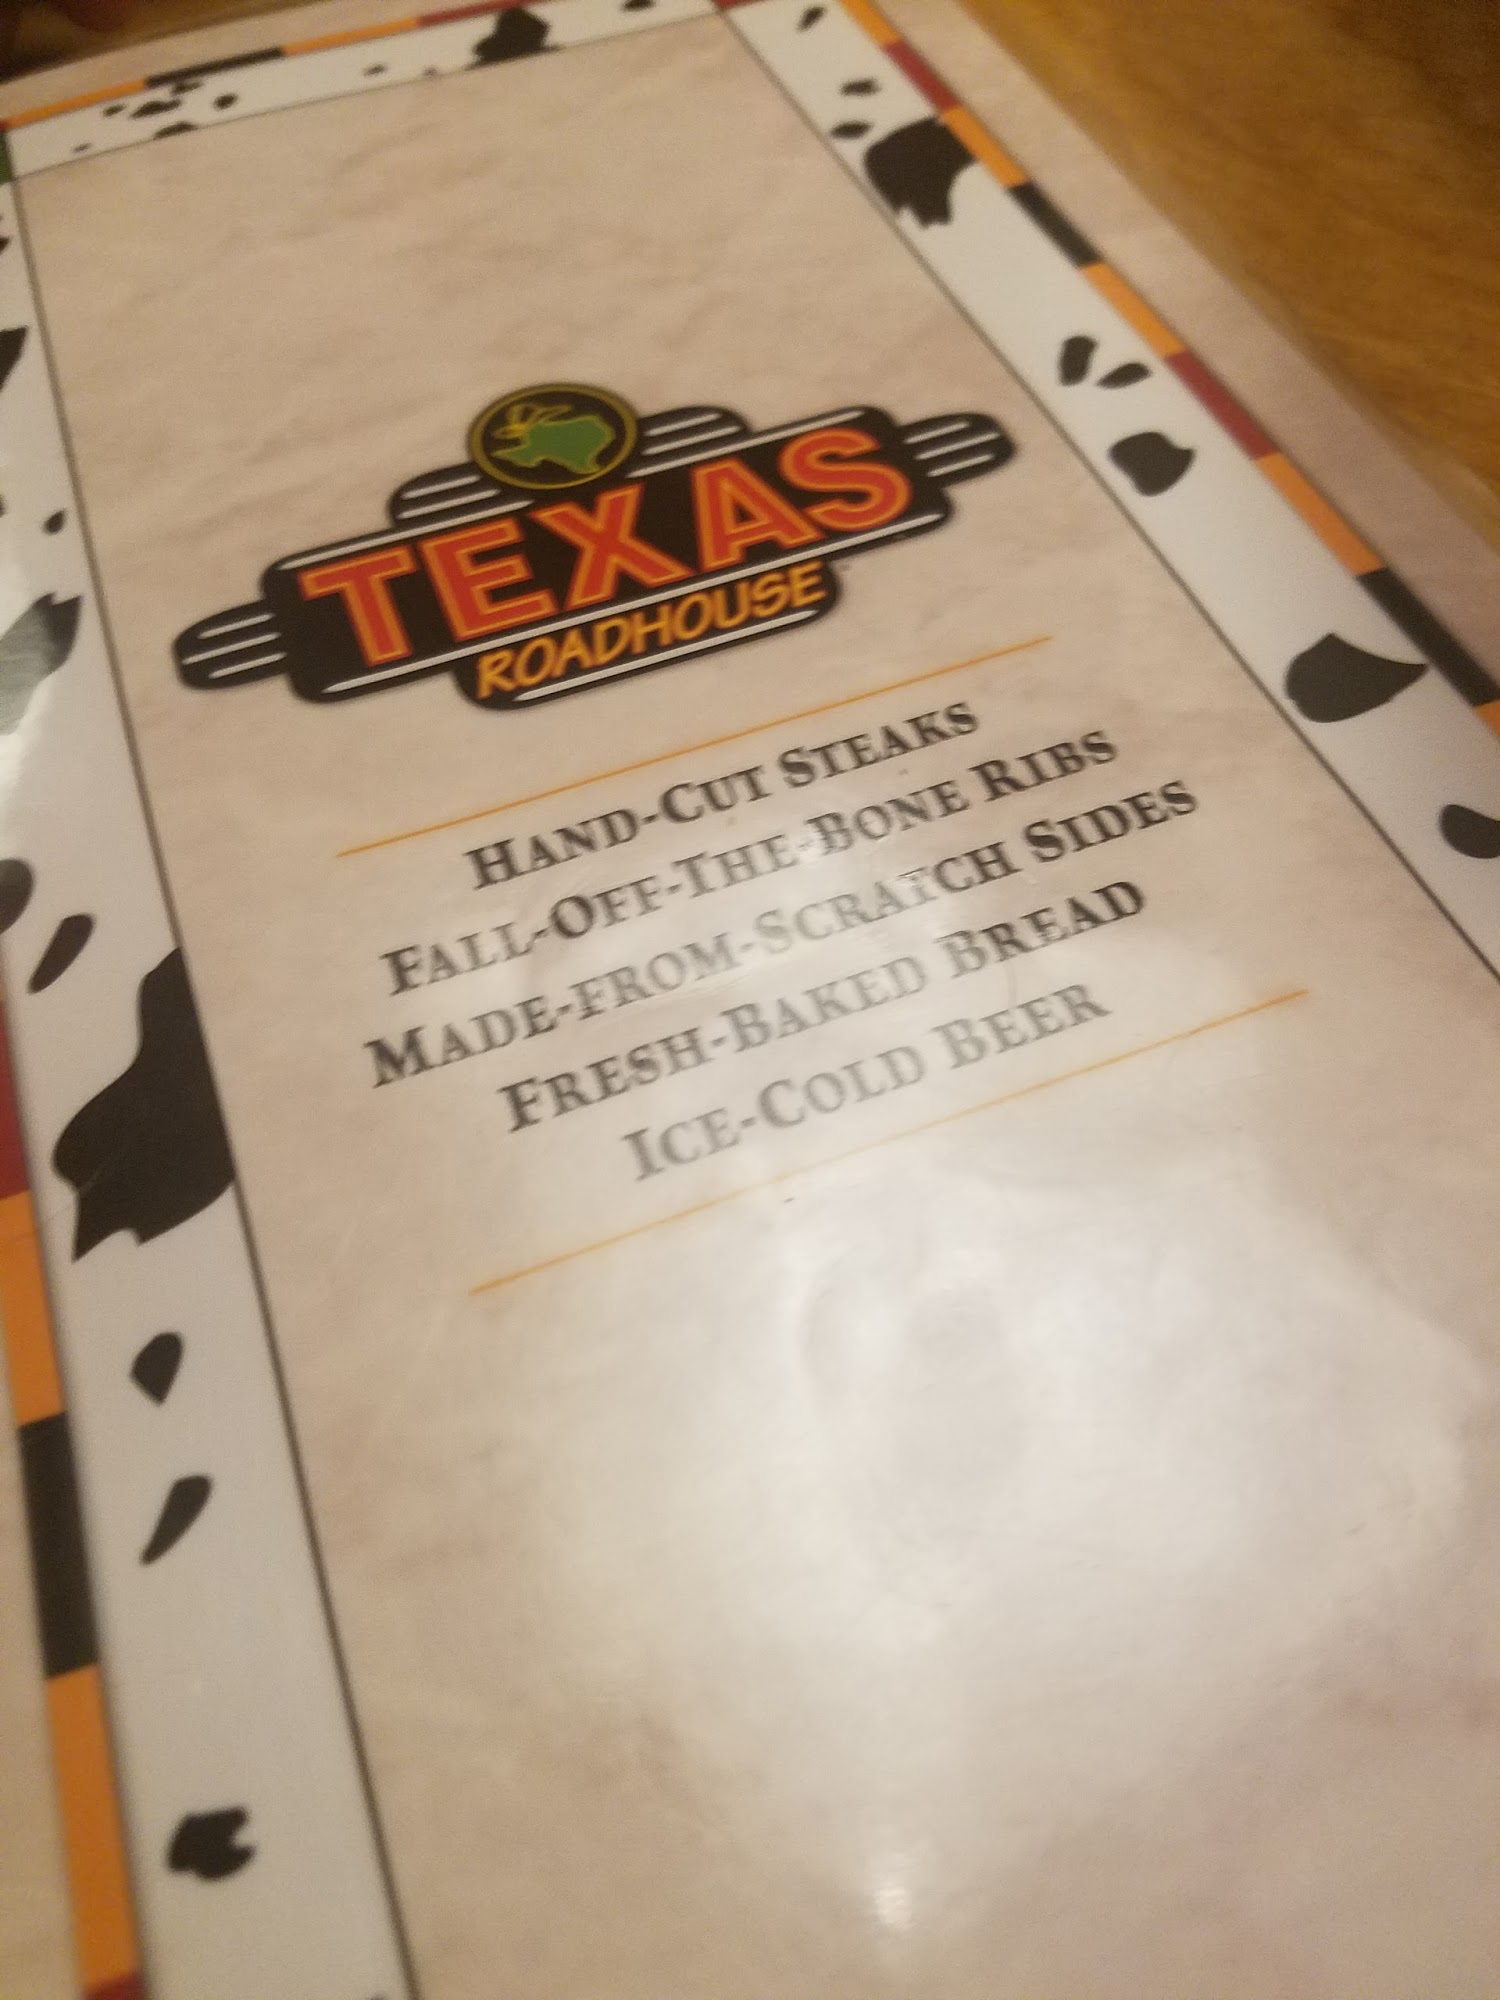 TEXAS
ROADHOUSE
HAND-CUT STEAKS
FALL-OFF-THE-BONE RIBS
MADE-FROM-SCRATCH SIDES
FRESH-BAKED BREAD
ICE-COLD BEER